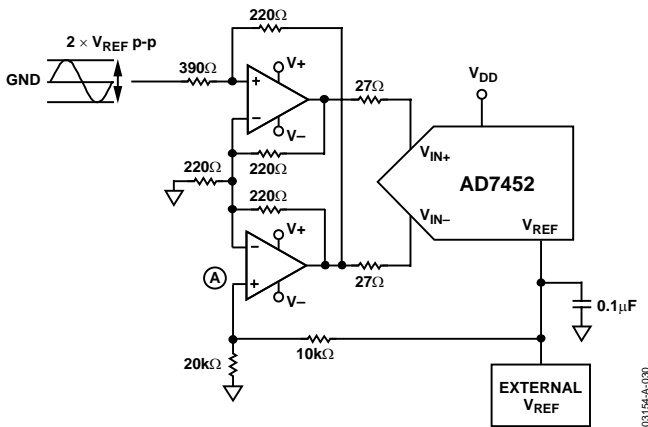 220Ω
2 × VREF p-p
GND
390Ω
V+
27Ω
VDD
+
–
V–
VIN+
220Ω
220Ω
AD7452
220Ω
VIN–
VREF
V+
–
A
+
V–
27Ω
0.1μF
10kΩ
20kΩ
EXTERNAL
VREF
03154-A-030